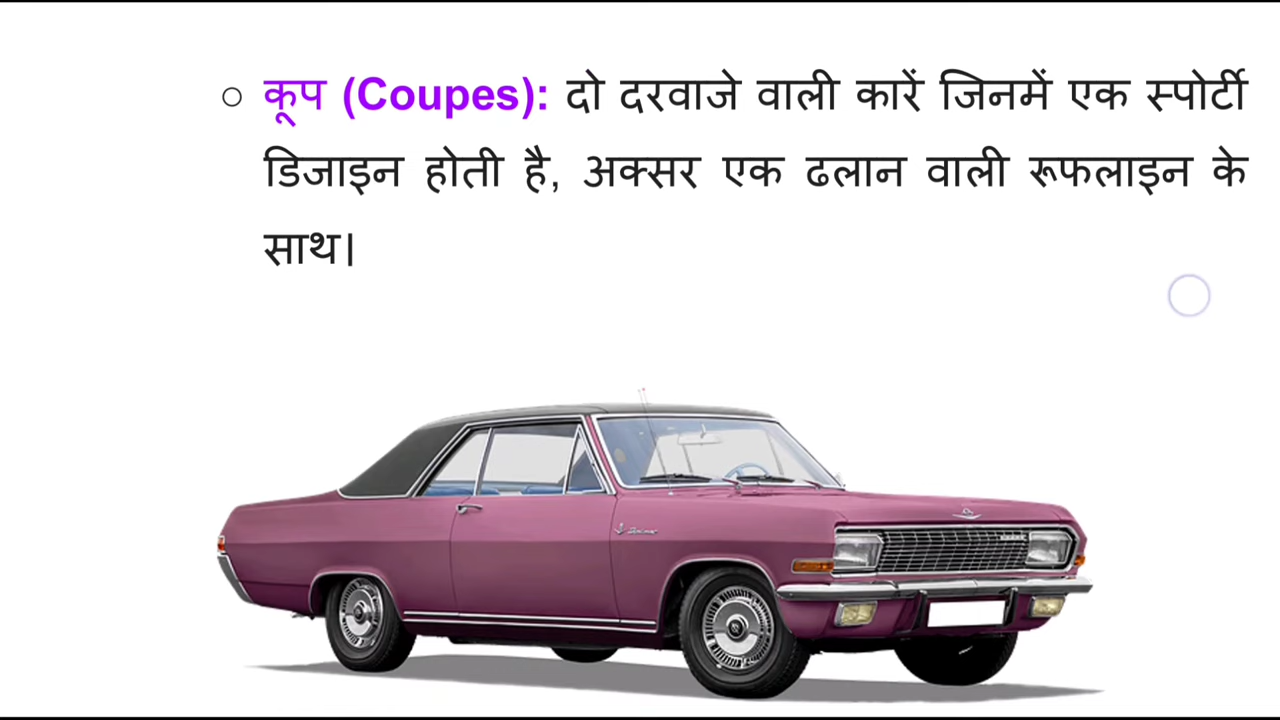 ○ कूप (Coupes): दो दरवाजे वाली कारें जिनमें एक स्पोर्टी
डिजाइन होती है, अक्सर एक ढलान वाली रूफलाइन के
साथ।